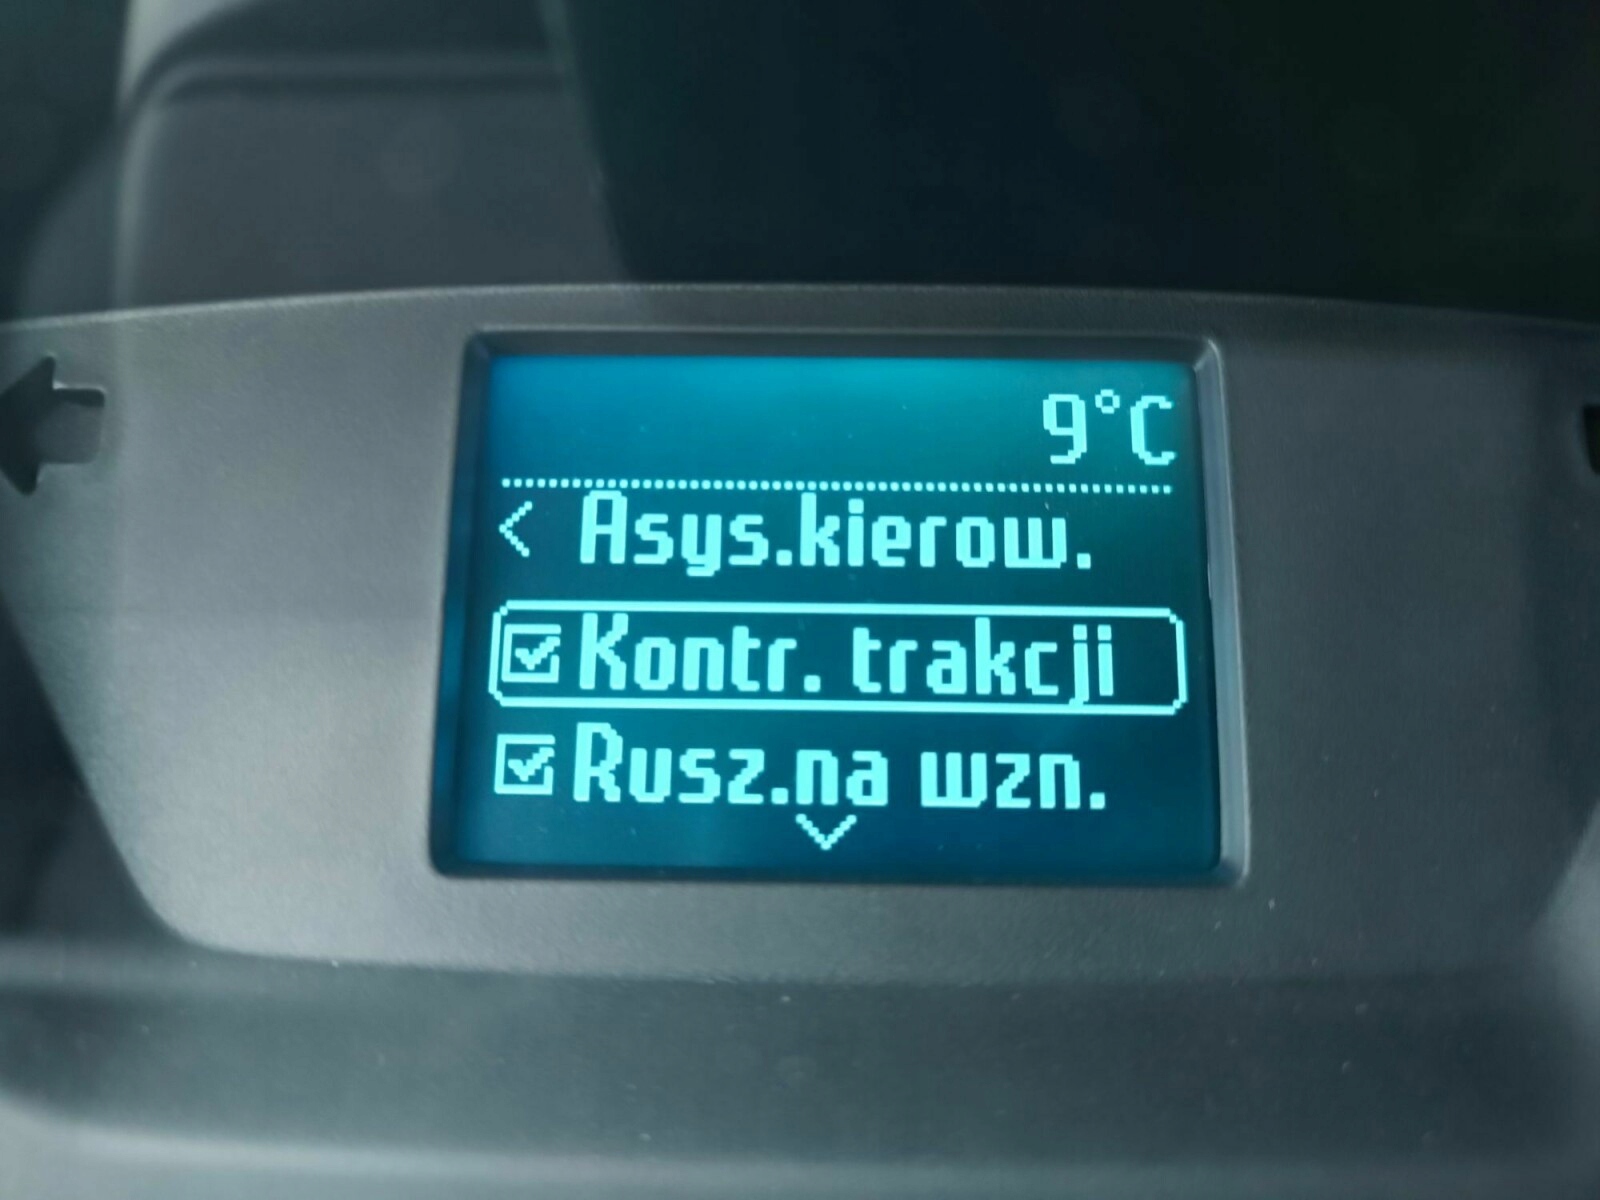 9°C
Asys.kierow.
Kontr. trakcji
Rusz.na wzn.